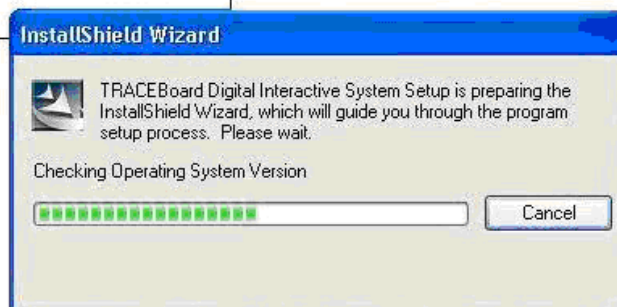 InstallShield Wizard
TRACEBoard Digital Interactive System Setup is preparing the
InstallShield Wizard, which will guide you through the program
setup process. Please wait.
Checking Operating System Version
Cancel